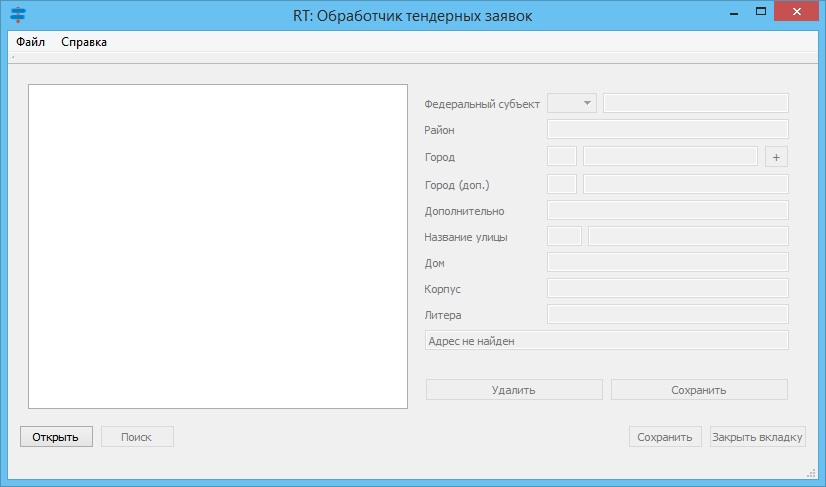 RT: Обработчик тендерных заявок
Файл Справка
Федеральный субъект
Район
Город +
Город (доп.)
Дополнительно
Название улицы
Дом
Корпус
Литера
Адрес не найден
Удалить Сохранить
Открыть Поиск Сохранить Закрыть вкладку